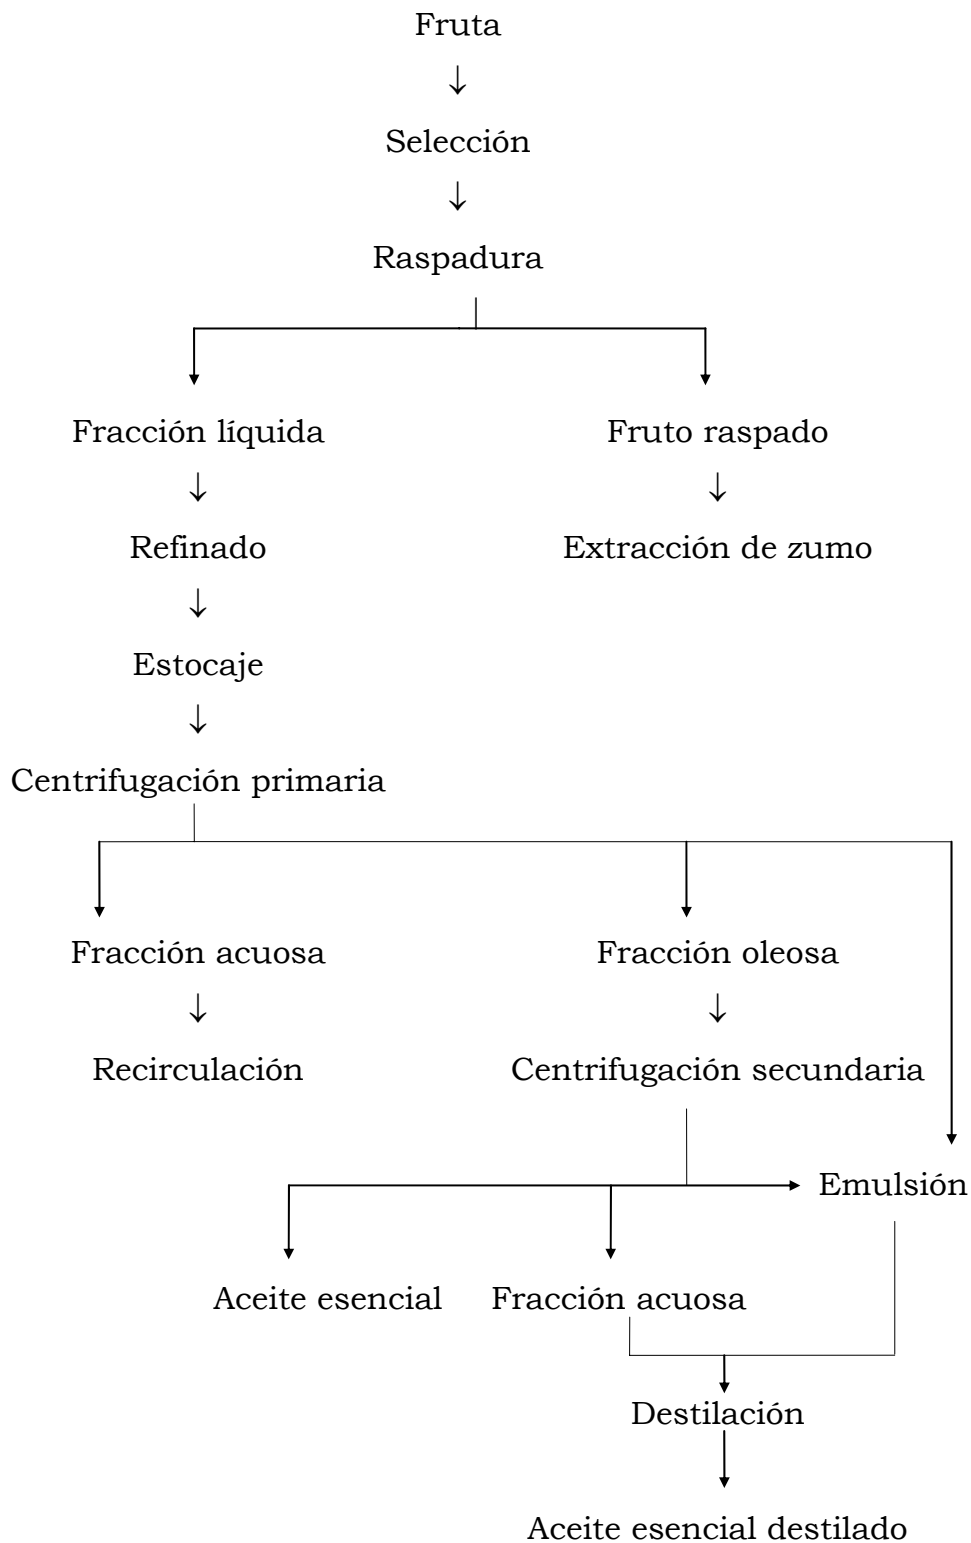 Fruta
↓
Selección
↓
Raspadura
Fracción líquida Fruto raspado
↓ ↓
Refinado Extracción de zumo
↓
Estocaje
↓
Centrifugación primaria
Fracción acuosa Fracción oleosa
↓ ↓
Recirculación Centrifugación secundaria
Emulsión
Aceite esencial Fracción acuosa
Destilación
Aceite esencial destilado